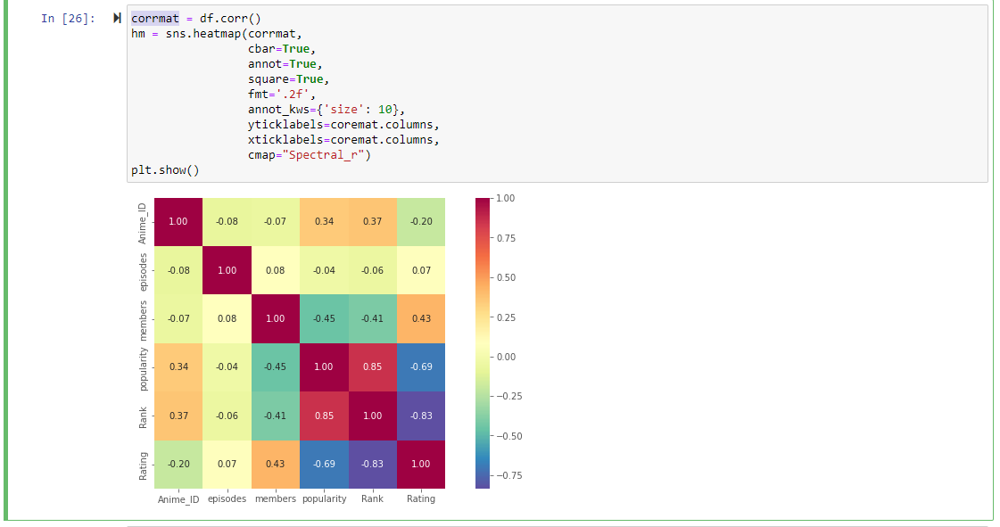 In [26]:
corrmat = df.corr()
hm = sns.heatmap(corrmat,
                 cbar=True,
                 annot=True,
                 square=True,
                 fmt='.2f',
                 annot_kws={'size': 10},
                 yticklabels=coremat.columns,
                 xticklabels=coremat.columns,
                 cmap="Spectral_r")
plt.show()
Anime_ID 1.00 -0.08 -0.07 0.34 0.37 -0.20
episodes -0.08 1.00 0.08 -0.04 -0.06 0.07
members -0.07 0.08 1.00 -0.45 -0.41 0.43
popularity 0.34 -0.04 -0.45 1.00 0.85 -0.69
Rank 0.37 -0.06 -0.41 0.85 1.00 -0.83
Rating -0.20 0.07 0.43 -0.69 -0.83 1.00
Anime_ID episodes members popularity Rank Rating
1.00
0.75
0.50
0.25
0.00
−0.25
−0.50
−0.75